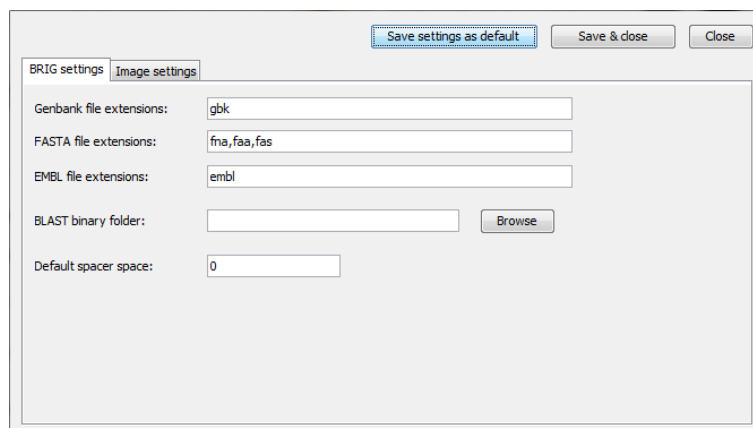 Save settings as default Save & close Close
BRIG settings Image settings
Genbank file extensions: gbk
FASTA file extensions: fna,faa,fas
EMBL file extensions: embl
BLAST binary folder: Browse
Default spacer space: 0